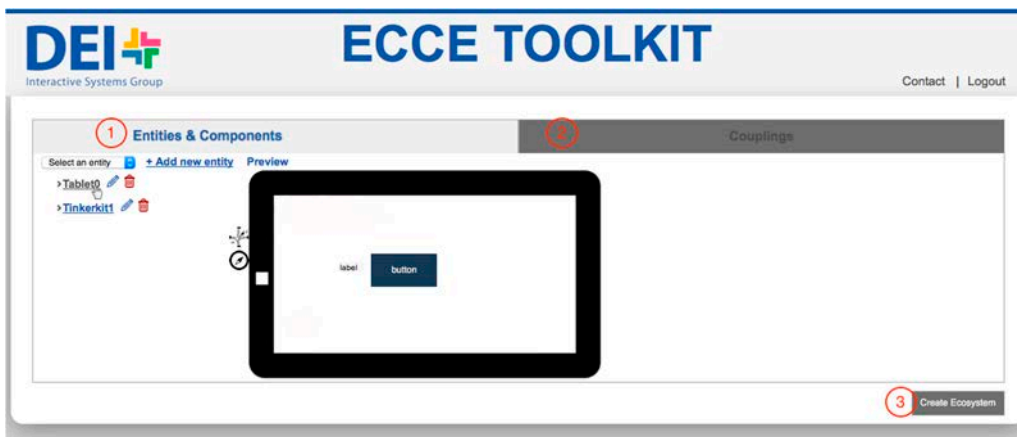 DEI
Interactive Systems Group
ECCE TOOLKIT
Contact | Logout
1 Entities & Components
2 Couplings
Select an entity + Add new entity Preview
›Tablet0
›Tinkerkit1
label button
3 Create Ecosystem